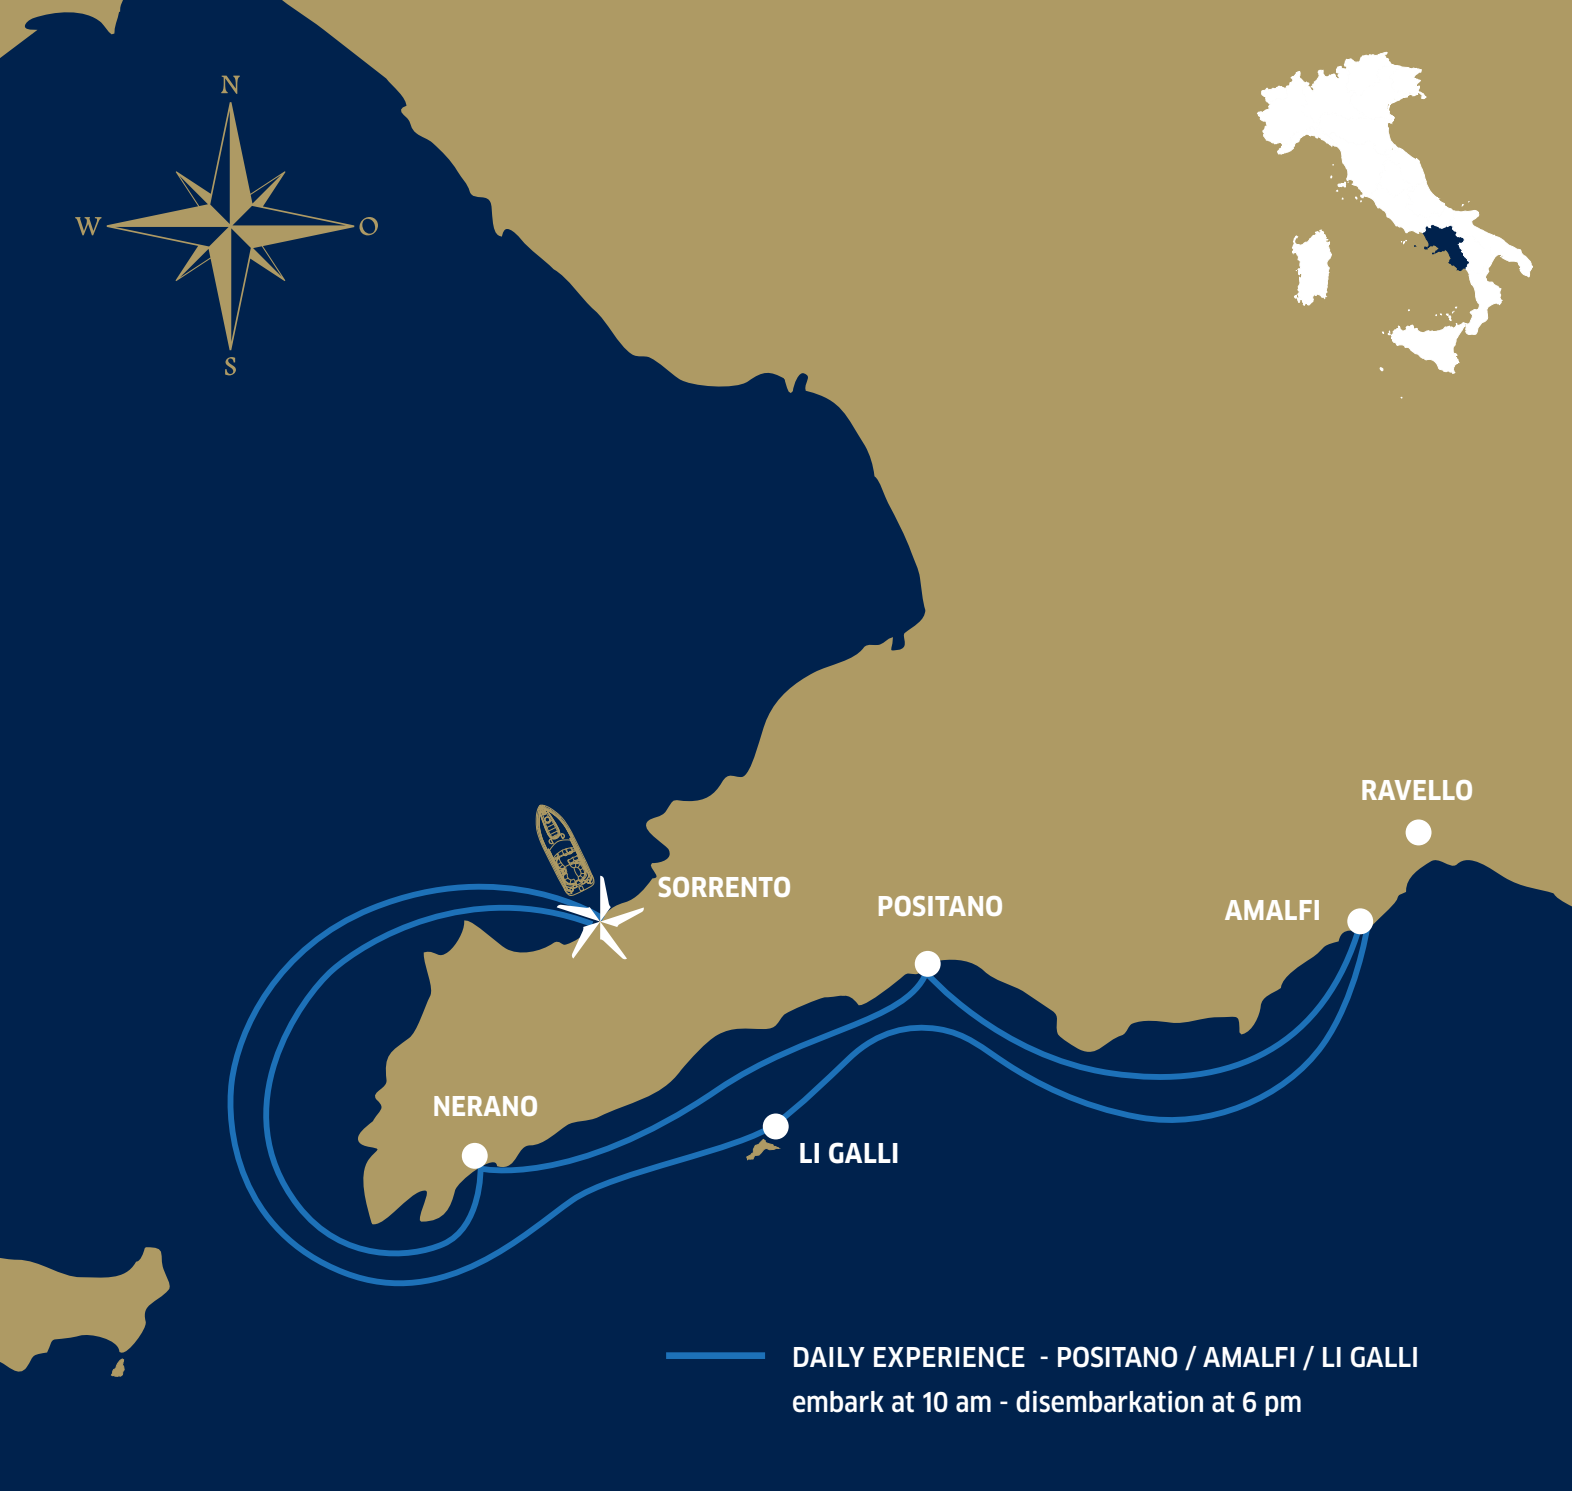 N
W
O
S
RAVELLO
SORRENTO
POSITANO
AMALFI
NERANO
LI GALLI
DAILY EXPERIENCE - POSITANO / AMALFI / LI GALLI
embark at 10 am - disembarkation at 6 pm